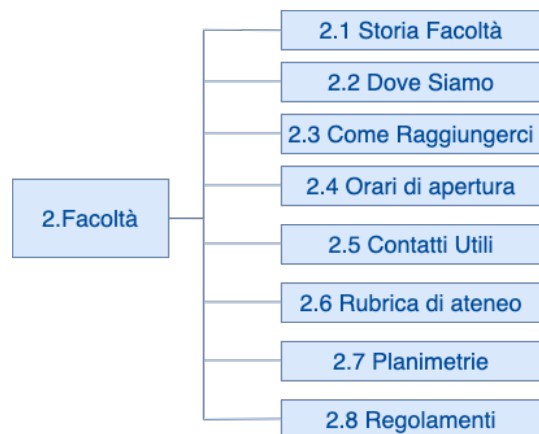 2.Facoltà
2.1 Storia Facoltà
2.2 Dove Siamo
2.3 Come Raggiungerci
2.4 Orari di apertura
2.5 Contatti Utili
2.6 Rubrica di ateneo
2.7 Planimetrie
2.8 Regolamenti